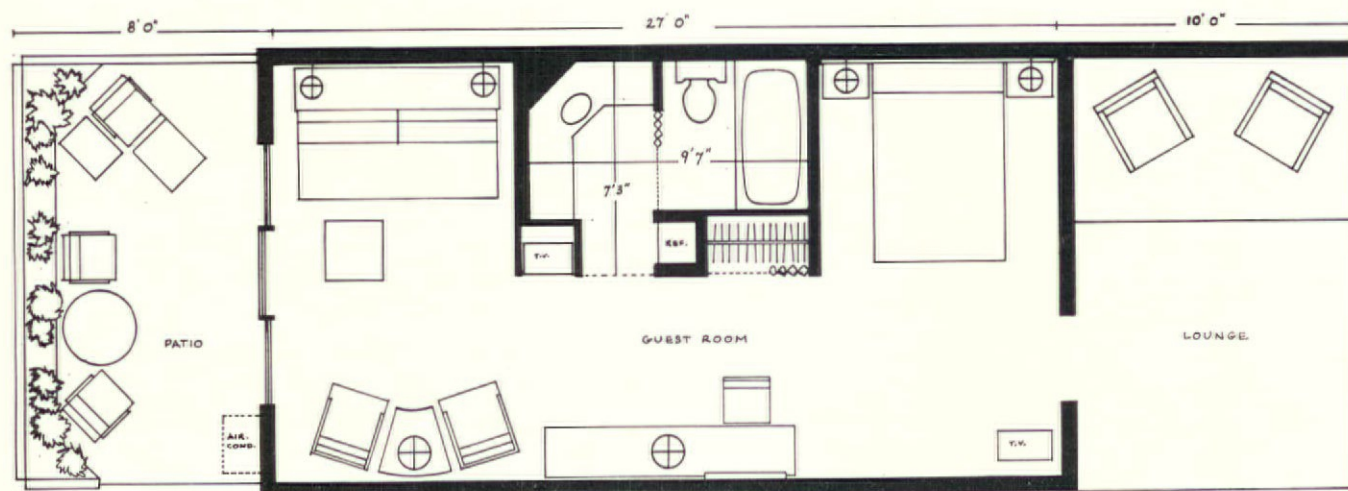 8'0"
27'0"
10'0"
9'7"
7'3"
T.V.
REF.
PATIO
GUEST ROOM
LOUNGE
AIR.
COND.
T.V.